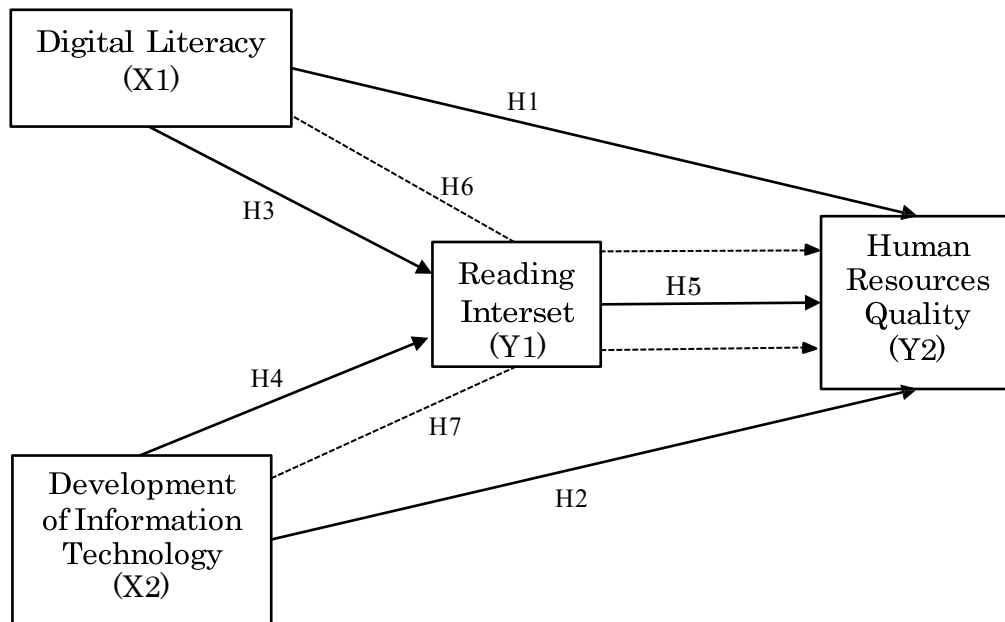 Digital Literacy
(X1)
H1
H6
H3
Reading
Interset
(Y1)
H5
Human
Resources
Quality
(Y2)
H4
H7
H2
Development
of Information
Technology
(X2)